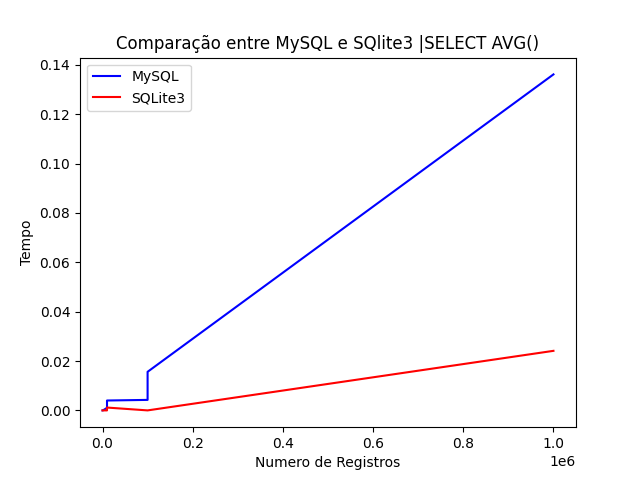 Comparação entre MySQL e SQlite3 |SELECT AVG()
MySQL
SQLite3
Tempo
0.14
0.12
0.10
0.08
0.06
0.04
0.02
0.00
0.0 0.2 0.4 0.6 0.8 1.0
1e6
Numero de Registros